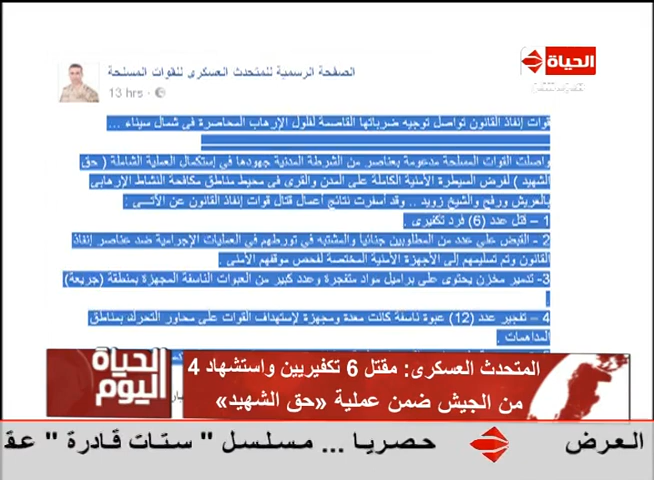 الصفحة الرسمية للمتحدث العسكرى للقوات المسلحة
13 hrs ·
الحياة
قوات إنفاذ القانون تواصل توجيه ضرباتها القاصمة لفلول الإرهاب المحاصرة فى شمال سيناء ...
واصلت القوات المسلحة مدعومة بعناصر من الشرطة المدنية جهودها في إستكمال العملية الشاملة ( حق
الشهيد ) لفرض السيطرة الأمنية الكاملة على المدن والقرى فى محيط مناطق مكافحة النشاط الإرهابى
بالعريش ورفح والشيخ زويد .. وقد أسفرت نتائج أعمال قتال قوات إنفاذ القانون عن الآتـــى :
1 – قتل عدد (6) فرد تكفيرى .
2 - القبض علي عدد من المطلوبين جنائياً والمشتبه في تورطهم في العمليات الإجرامية ضد عناصر إنفاذ
القانون وتم تسليمهم إلى الأجهزة الأمنية المختصة لفحص موقفهم الأمنى .
3- تدمير مخزن يحتوى على براميل مواد متفجرة وعدد كبير من العبوات الناسفة المجهزة بمنطقة (جريعة)
.
4 – تفجير عدد (12) عبوة ناسفة كانت معدة ومجهزة لإستهداف القوات على محاور التحرك بمناطق
المداهمات .
الحياة
اليوم
المتحدث العسكرى: مقتل 6 تكفيريين واستشهاد 4
من الجيش ضمن عملية «حق الشهيد»
العرض حصريا ... مسلسل " ستات قادرة " عقـ